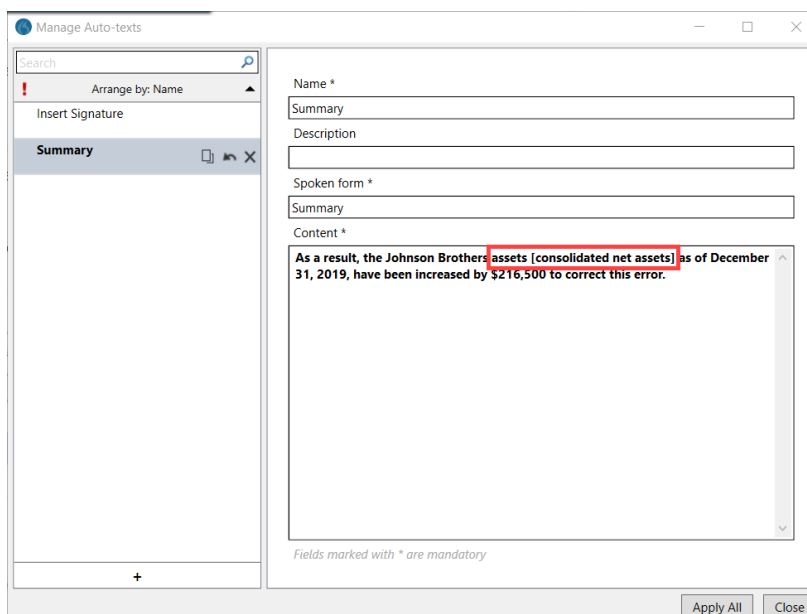 Manage Auto-texts
Search
! Arrange by: Name
Insert Signature
Summary
+
Name *
Summary
Description
Spoken form *
Summary
Content *
As a result, the Johnson Brothers assets [consolidated net assets] as of December
31, 2019, have been increased by $216,500 to correct this error.
Fields marked with * are mandatory
Apply All Close